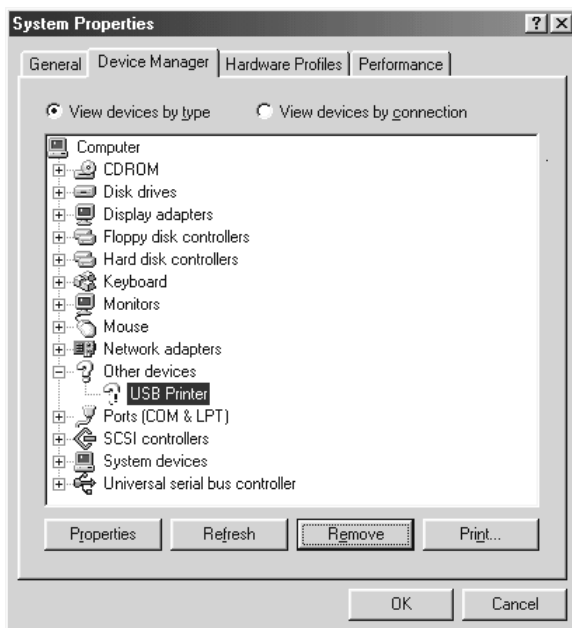 System Properties
General Device Manager Hardware Profiles Performance
View devices by type View devices by connection
Computer
CDROM
Disk drives
Display adapters
Floppy disk controllers
Hard disk controllers
Keyboard
Monitors
Mouse
Network adapters
Other devices
USB Printer
Ports (COM & LPT)
SCSI controllers
System devices
Universal serial bus controller
Properties Refresh Remove Print...
OK Cancel